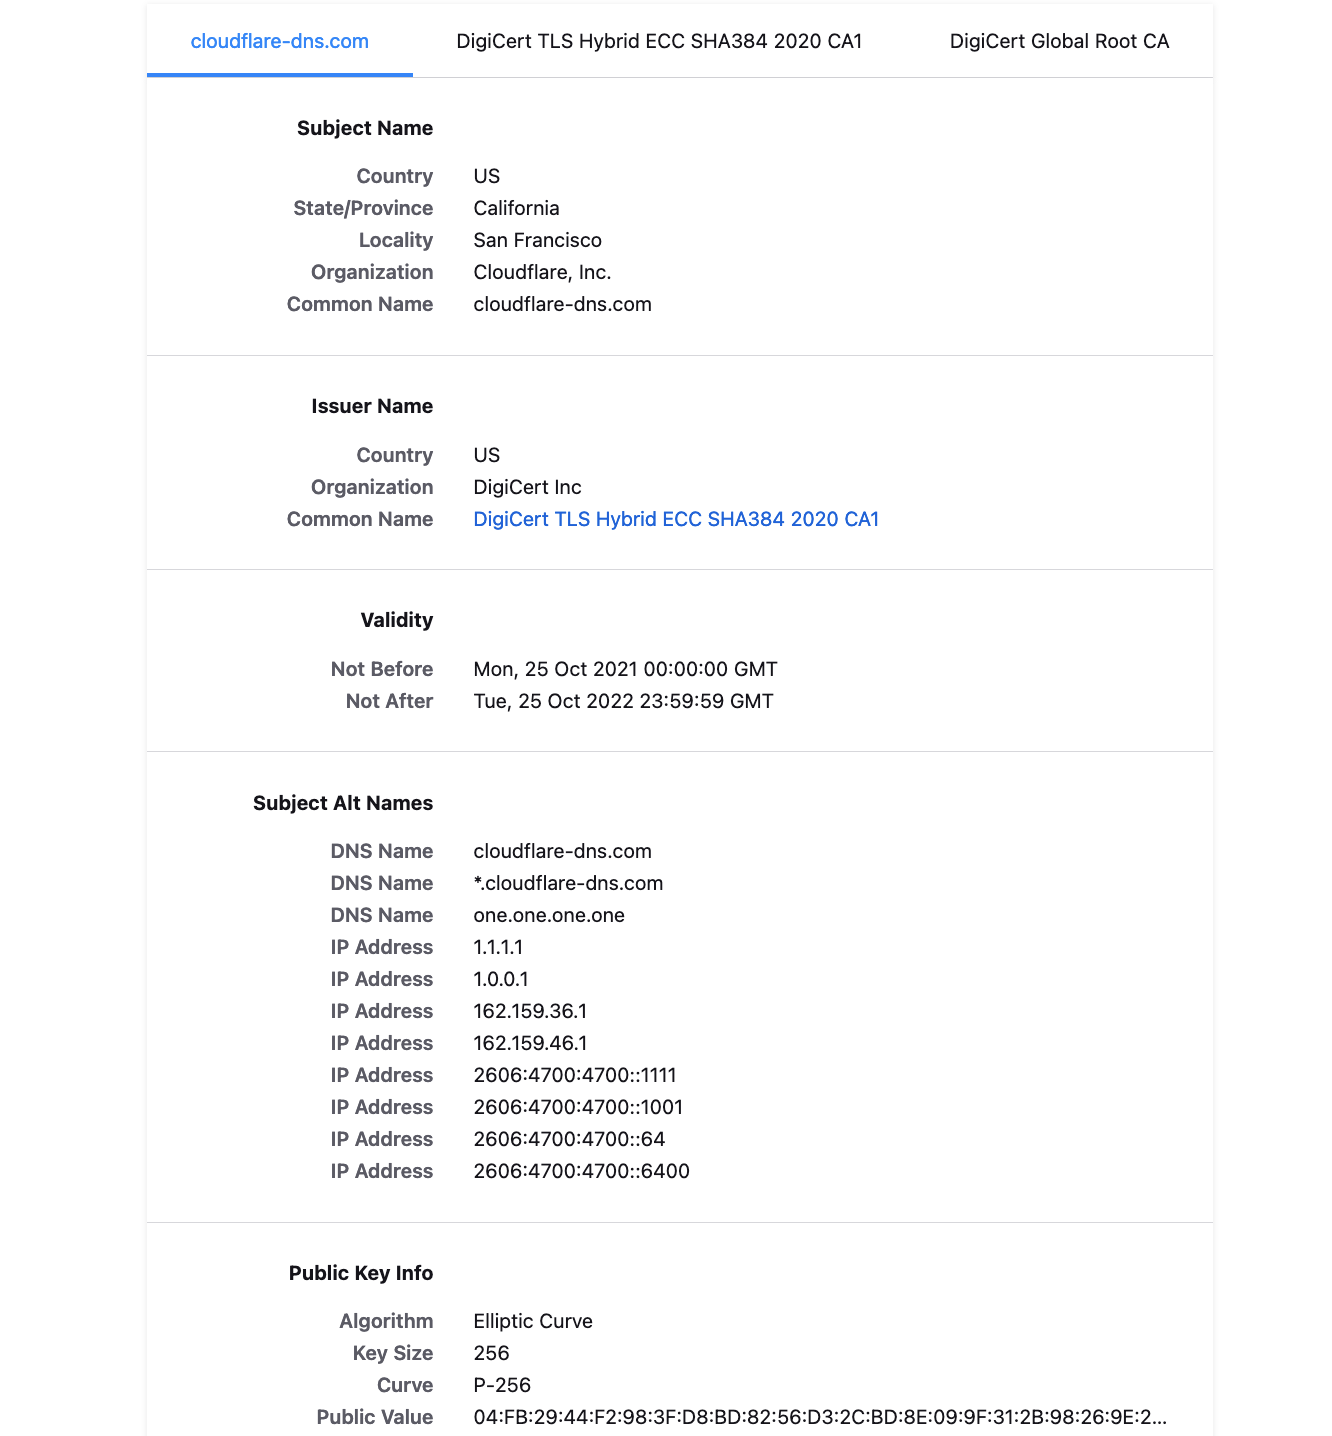 cloudflare-dns.com DigiCert TLS Hybrid ECC SHA384 2020 CA1 DigiCert Global Root CA
Subject Name
Country US
State/Province California
Locality San Francisco
Organization Cloudflare, Inc.
Common Name cloudflare-dns.com
Issuer Name
Country US
Organization DigiCert Inc
Common Name DigiCert TLS Hybrid ECC SHA384 2020 CA1
Validity
Not Before Mon, 25 Oct 2021 00:00:00 GMT
Not After Tue, 25 Oct 2022 23:59:59 GMT
Subject Alt Names
DNS Name cloudflare-dns.com
DNS Name *.cloudflare-dns.com
DNS Name one.one.one.one
IP Address 1.1.1.1
IP Address 1.0.0.1
IP Address 162.159.36.1
IP Address 162.159.46.1
IP Address 2606:4700:4700::1111
IP Address 2606:4700:4700::1001
IP Address 2606:4700:4700::64
IP Address 2606:4700:4700::6400
Public Key Info
Algorithm Elliptic Curve
Key Size 256
Curve P-256
Public Value 04:FB:29:44:F2:98:3F:D8:BD:82:56:D3:2C:BD:8E:09:9F:31:2B:98:26:9E:2...